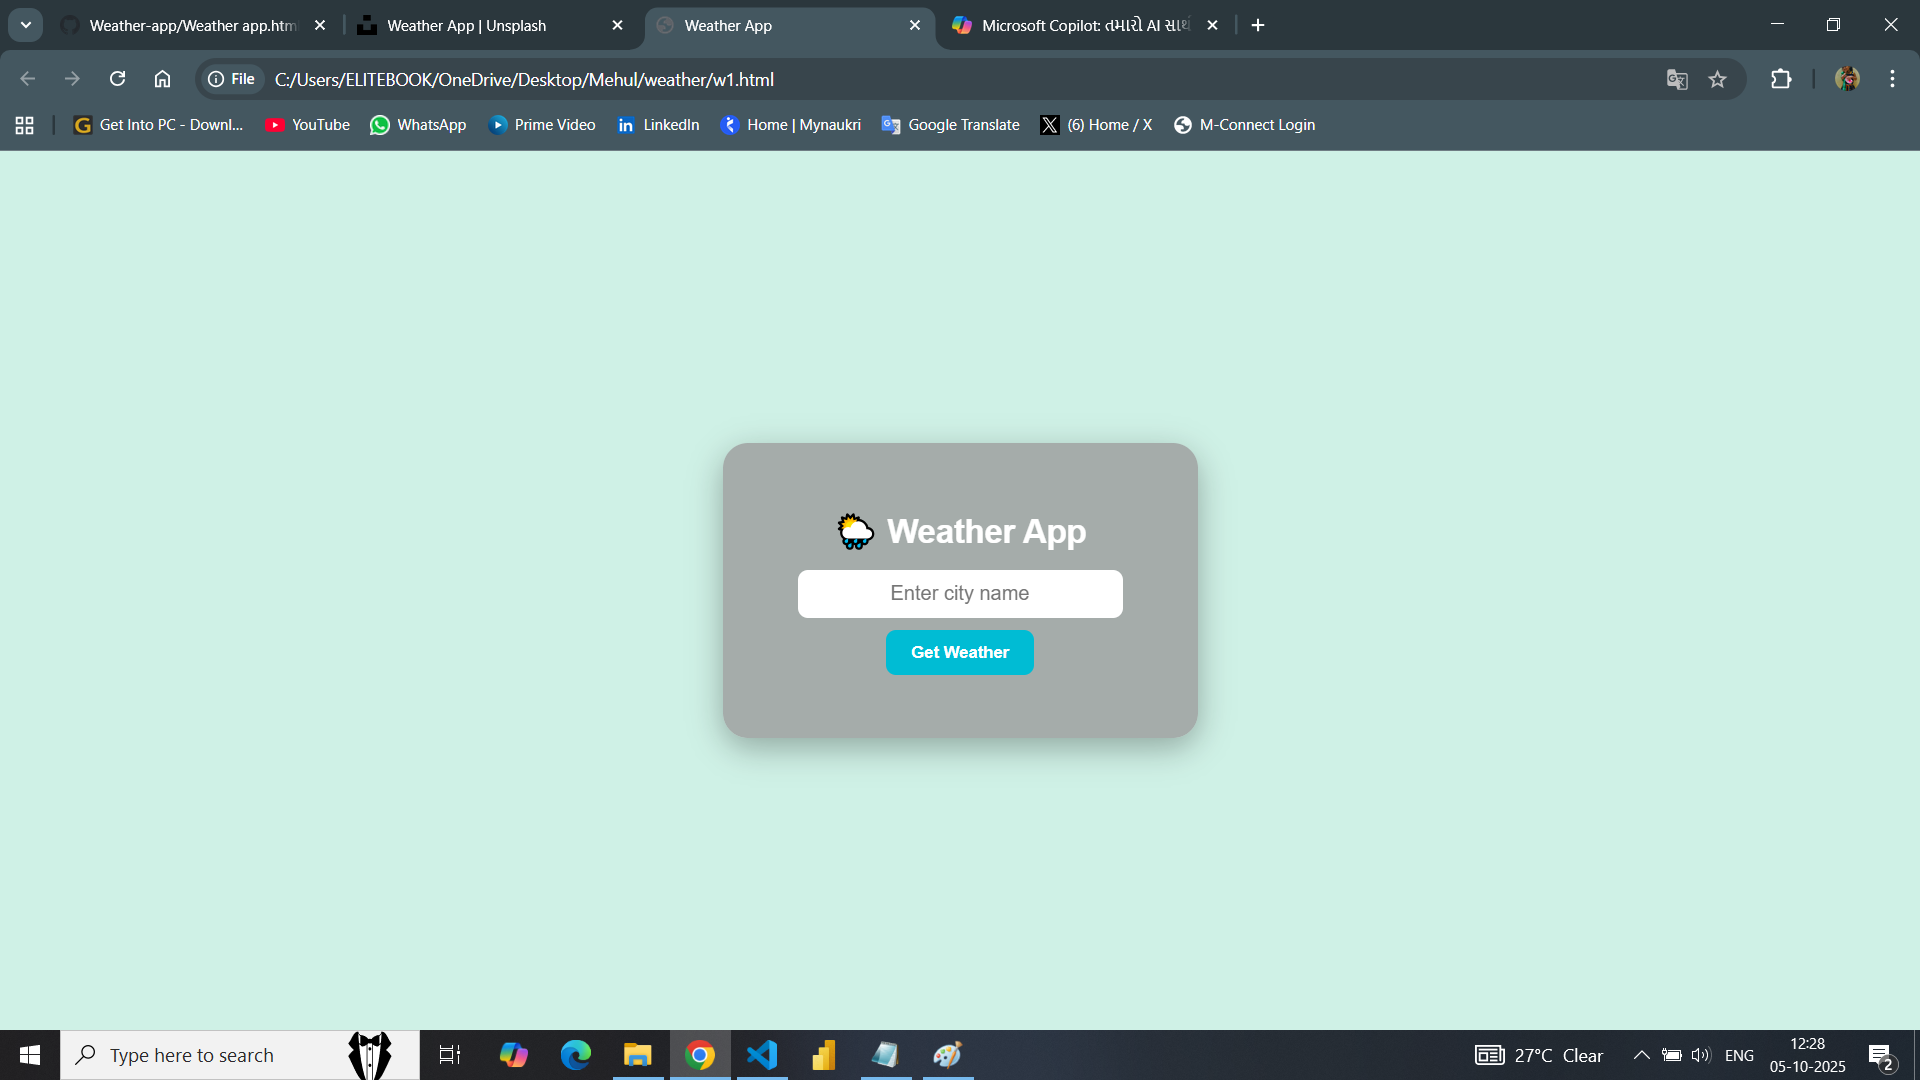 Weather-app/Weather app.htm
Weather App | Unsplash
Weather App
Microsoft Copilot: તમારો AI સાથી
File
C:/Users/ELITEBOOK/OneDrive/Desktop/Mehul/weather/w1.html
Get Into PC - Downl...
YouTube
WhatsApp
Prime Video
LinkedIn
Home | Mynaukri
Google Translate
(6) Home / X
M-Connect Login
Weather App
Enter city name
Get Weather
Type here to search
27°C Clear
ENG
12:28
05-10-2025
2